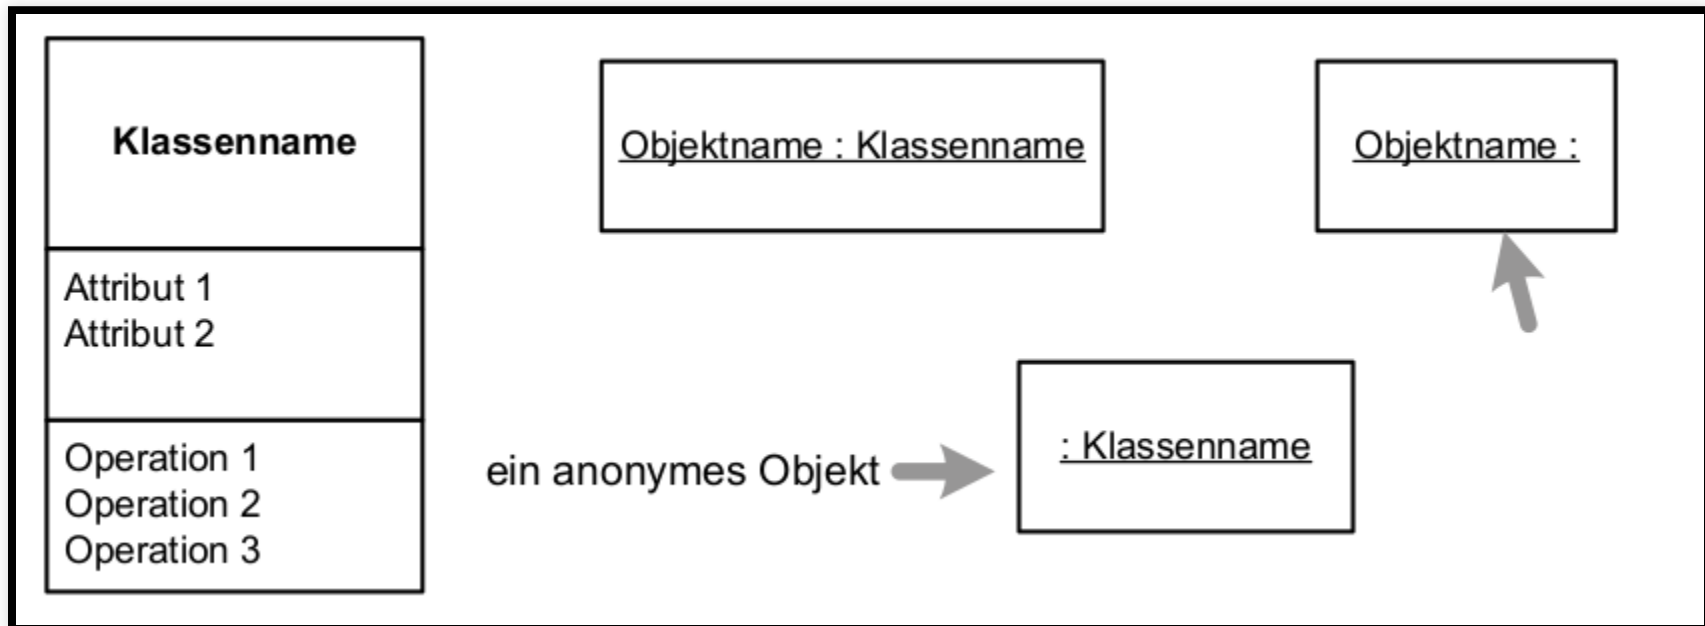 Klassenname
Attribut 1
Attribut 2
Operation 1
Operation 2
Operation 3
Objektname : Klassenname
Objektname :
ein anonymes Objekt
: Klassenname